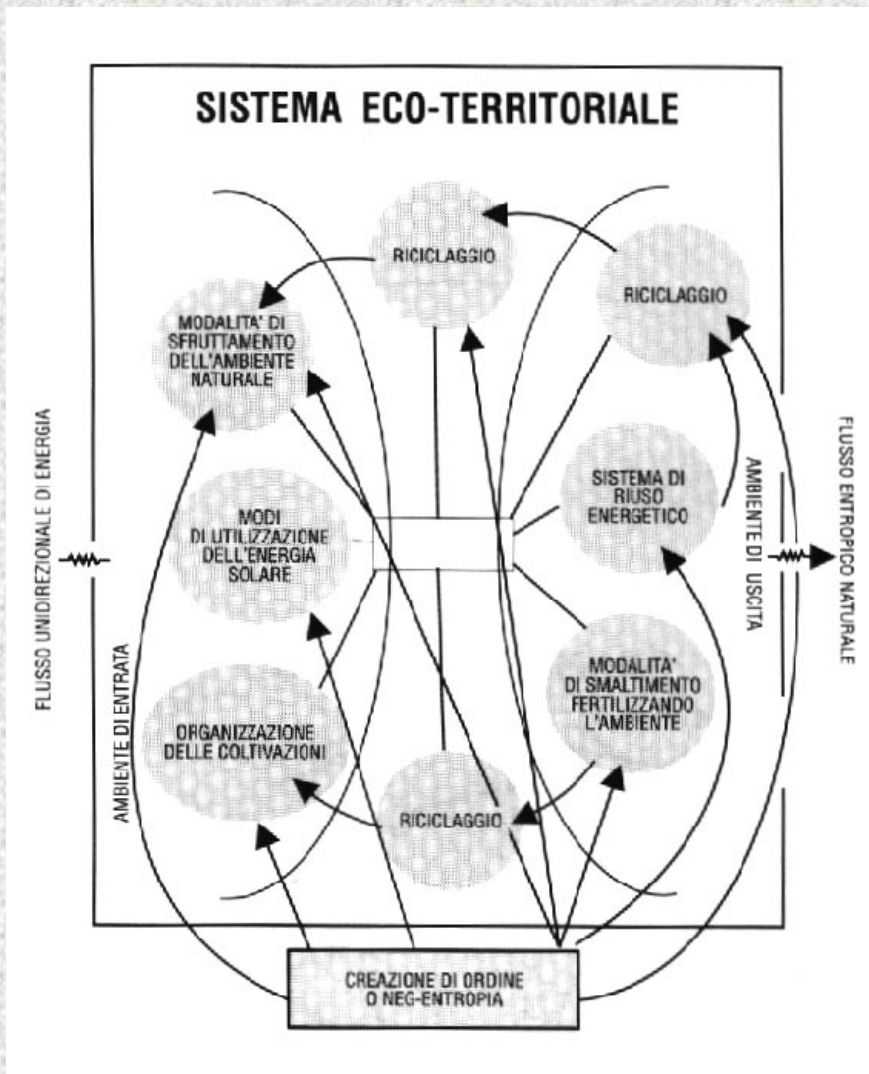 SISTEMA ECO-TERRITORIALE
RICICLAGGIO
RICICLAGGIO
MODALITA' DI
SFRUTTAMENTO
DELL'AMBIENTE
NATURALE
FLUSSO UNIDIREZIONALE DI ENERGIA
MODI
DI UTILIZZAZIONE
DELL'ENERGIA
SOLARE
SISTEMA DI
RIUSO
ENERGETICO
AMBIENTE DI USCITA
FLUSSO ENTROPICO NATURALE
AMBIENTE DI ENTRATA
ORGANIZZAZIONE
DELLE COLTIVAZIONI
MODALITA'
DI SMALTIMENTO
FERTILIZZANDO
L'AMBIENTE
RICICLAGGIO
CREAZIONE DI ORDINE
O NEG-ENTROPIA